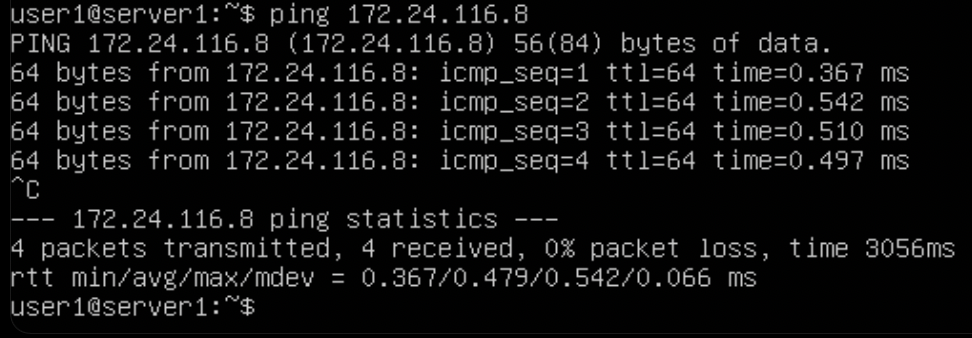 user1@server1:~$ ping 172.24.116.8
PING 172.24.116.8 (172.24.116.8) 56(84) bytes of data.
64 bytes from 172.24.116.8: icmp_seq=1 ttl=64 time=0.367 ms
64 bytes from 172.24.116.8: icmp_seq=2 ttl=64 time=0.542 ms
64 bytes from 172.24.116.8: icmp_seq=3 ttl=64 time=0.510 ms
64 bytes from 172.24.116.8: icmp_seq=4 ttl=64 time=0.497 ms
^C
--- 172.24.116.8 ping statistics ---
4 packets transmitted, 4 received, 0% packet loss, time 3056ms
rtt min/avg/max/mdev = 0.367/0.479/0.542/0.066 ms
user1@server1:~$